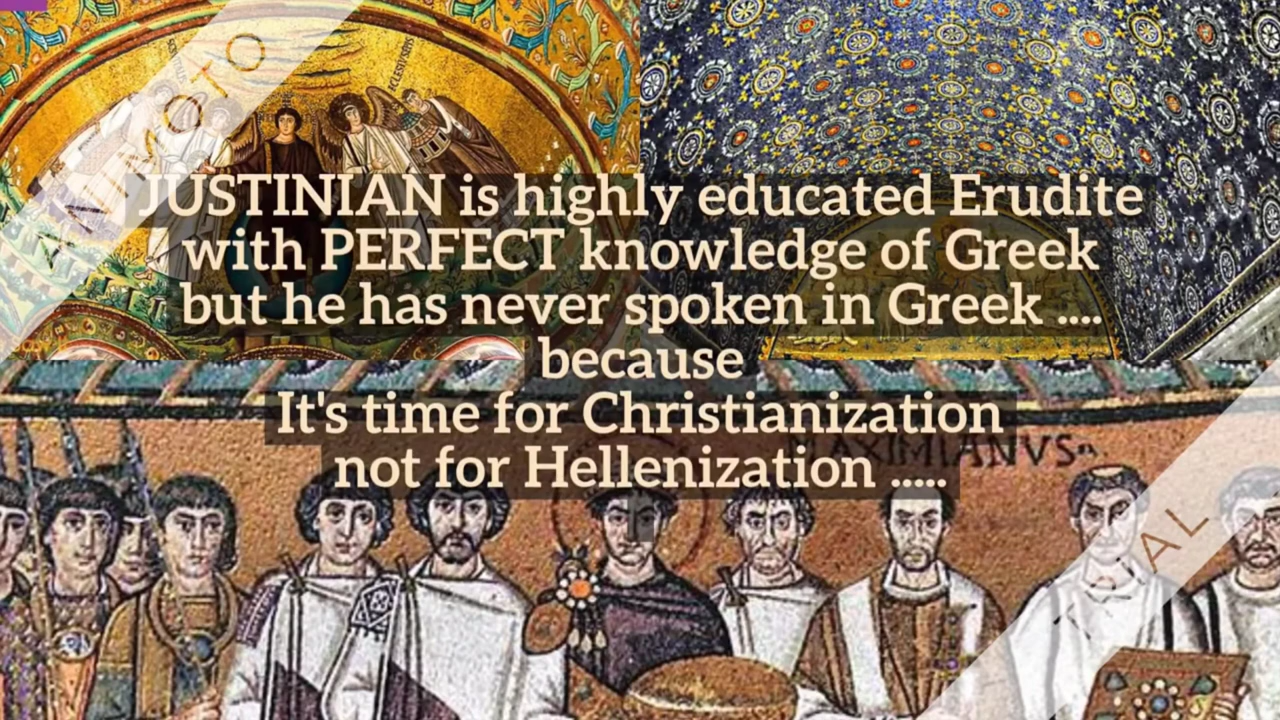 JUSTINIAN is highly educated Erudite
with PERFECT knowledge of Greek
but he has never spoken in Greek ....
because
It's time for Christianization
not for Hellenization .....
MAXIMIANVS